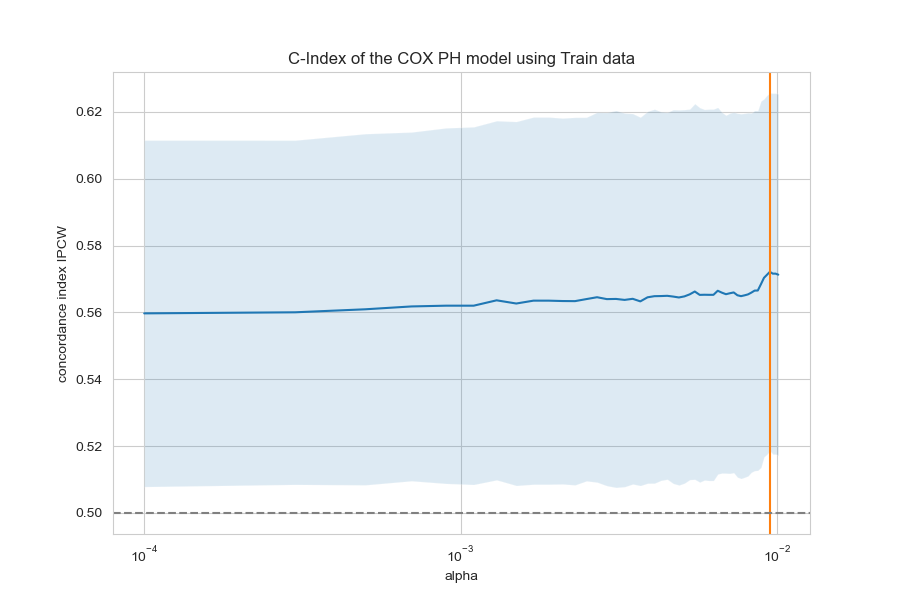 C-Index of the COX PH model using Train data
concordance index IPCW
0.62
0.60
0.58
0.56
0.54
0.52
0.50
10⁻⁴ 10⁻³ 10⁻²
alpha